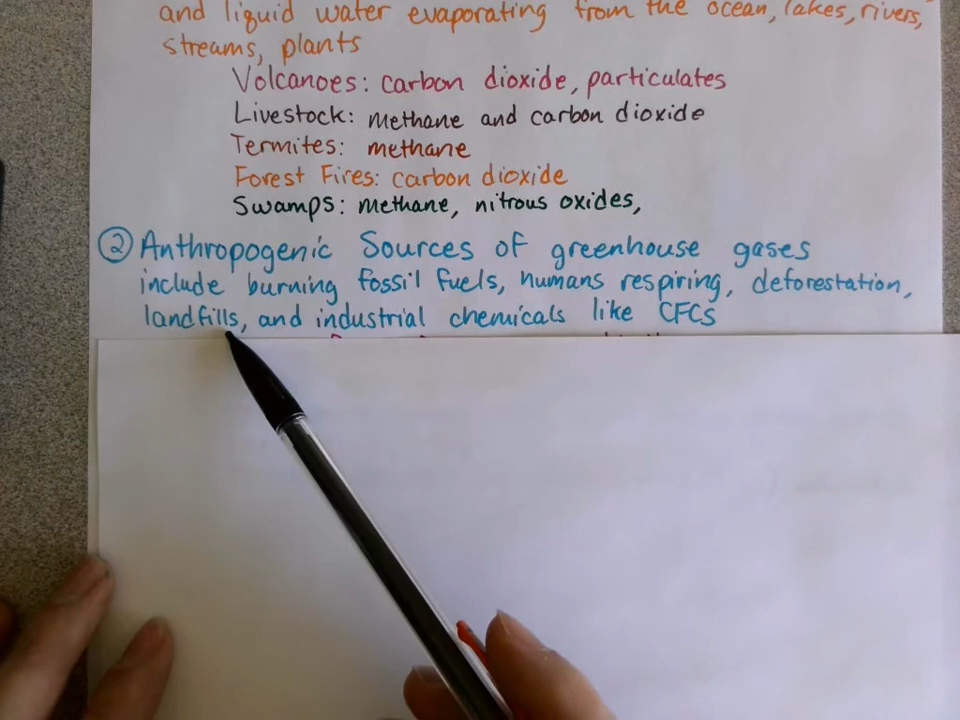 and liquid water evaporating from the ocean, lakes, rivers,
streams, plants
Volcanoes: carbon dioxide, particulates
Livestock: methane and carbon dioxide
Termites: methane
Forest Fires: carbon dioxide
Swamps: methane, nitrous oxides,
② Anthropogenic Sources of greenhouse gases
include burning fossil fuels, humans respiring, deforestation,
landfills, and industrial chemicals like CFCs